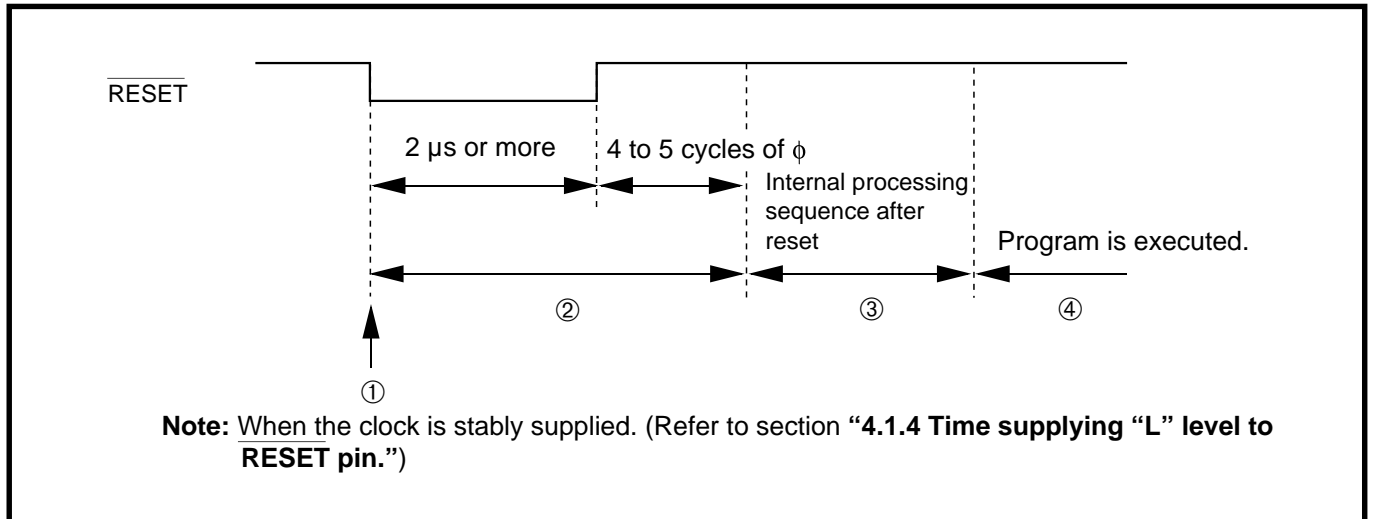 RESET
2 µs or more
4 to 5 cycles of ϕ
Internal processing
sequence after
reset
Program is executed.
②
③
④
①
Note: When the clock is stably supplied. (Refer to section “4.1.4 Time supplying “L” level to
RESET pin.”)